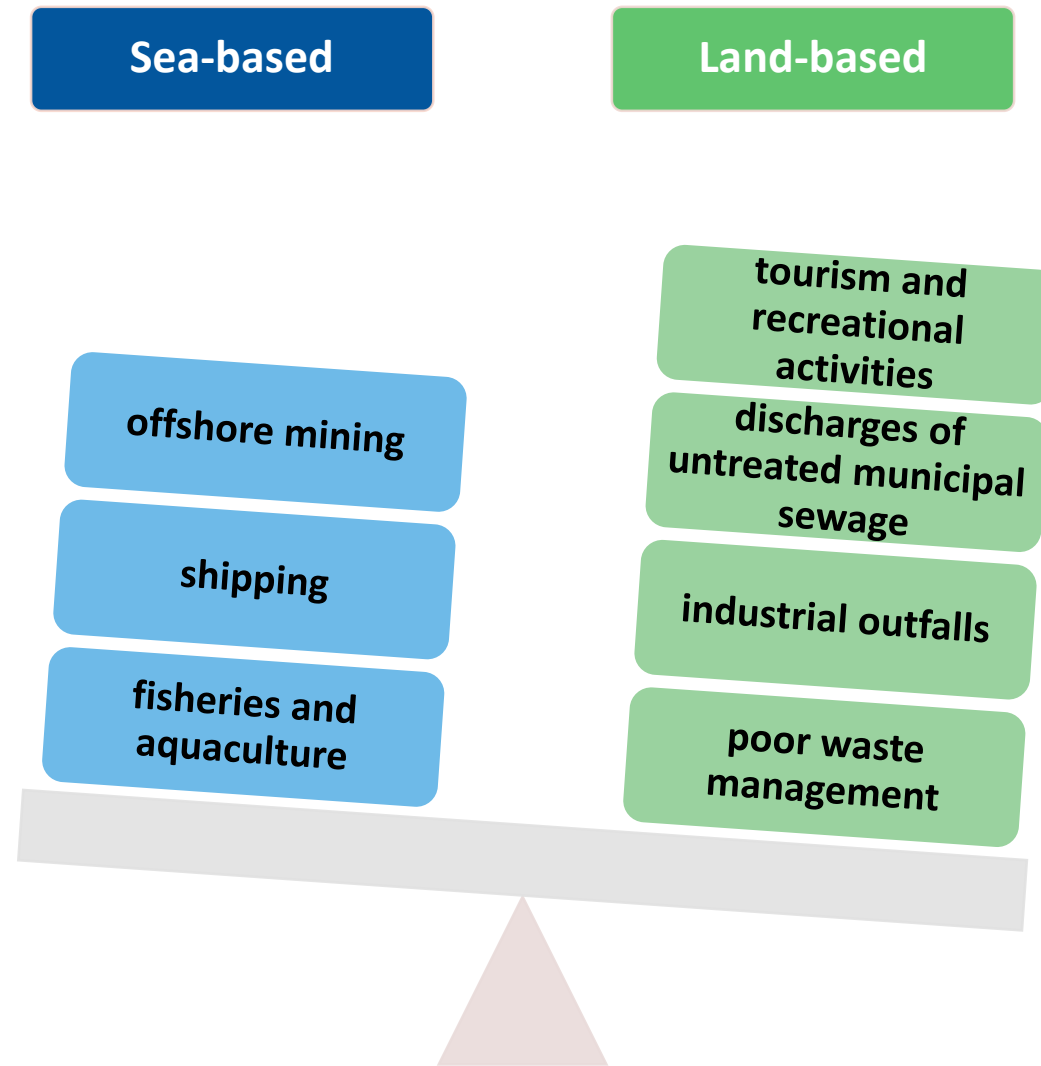 Sea-based
Land-based
offshore mining
shipping
fisheries and
aquaculture
tourism and
recreational
activities
discharges of
untreated municipal
sewage
industrial outfalls
poor waste
management